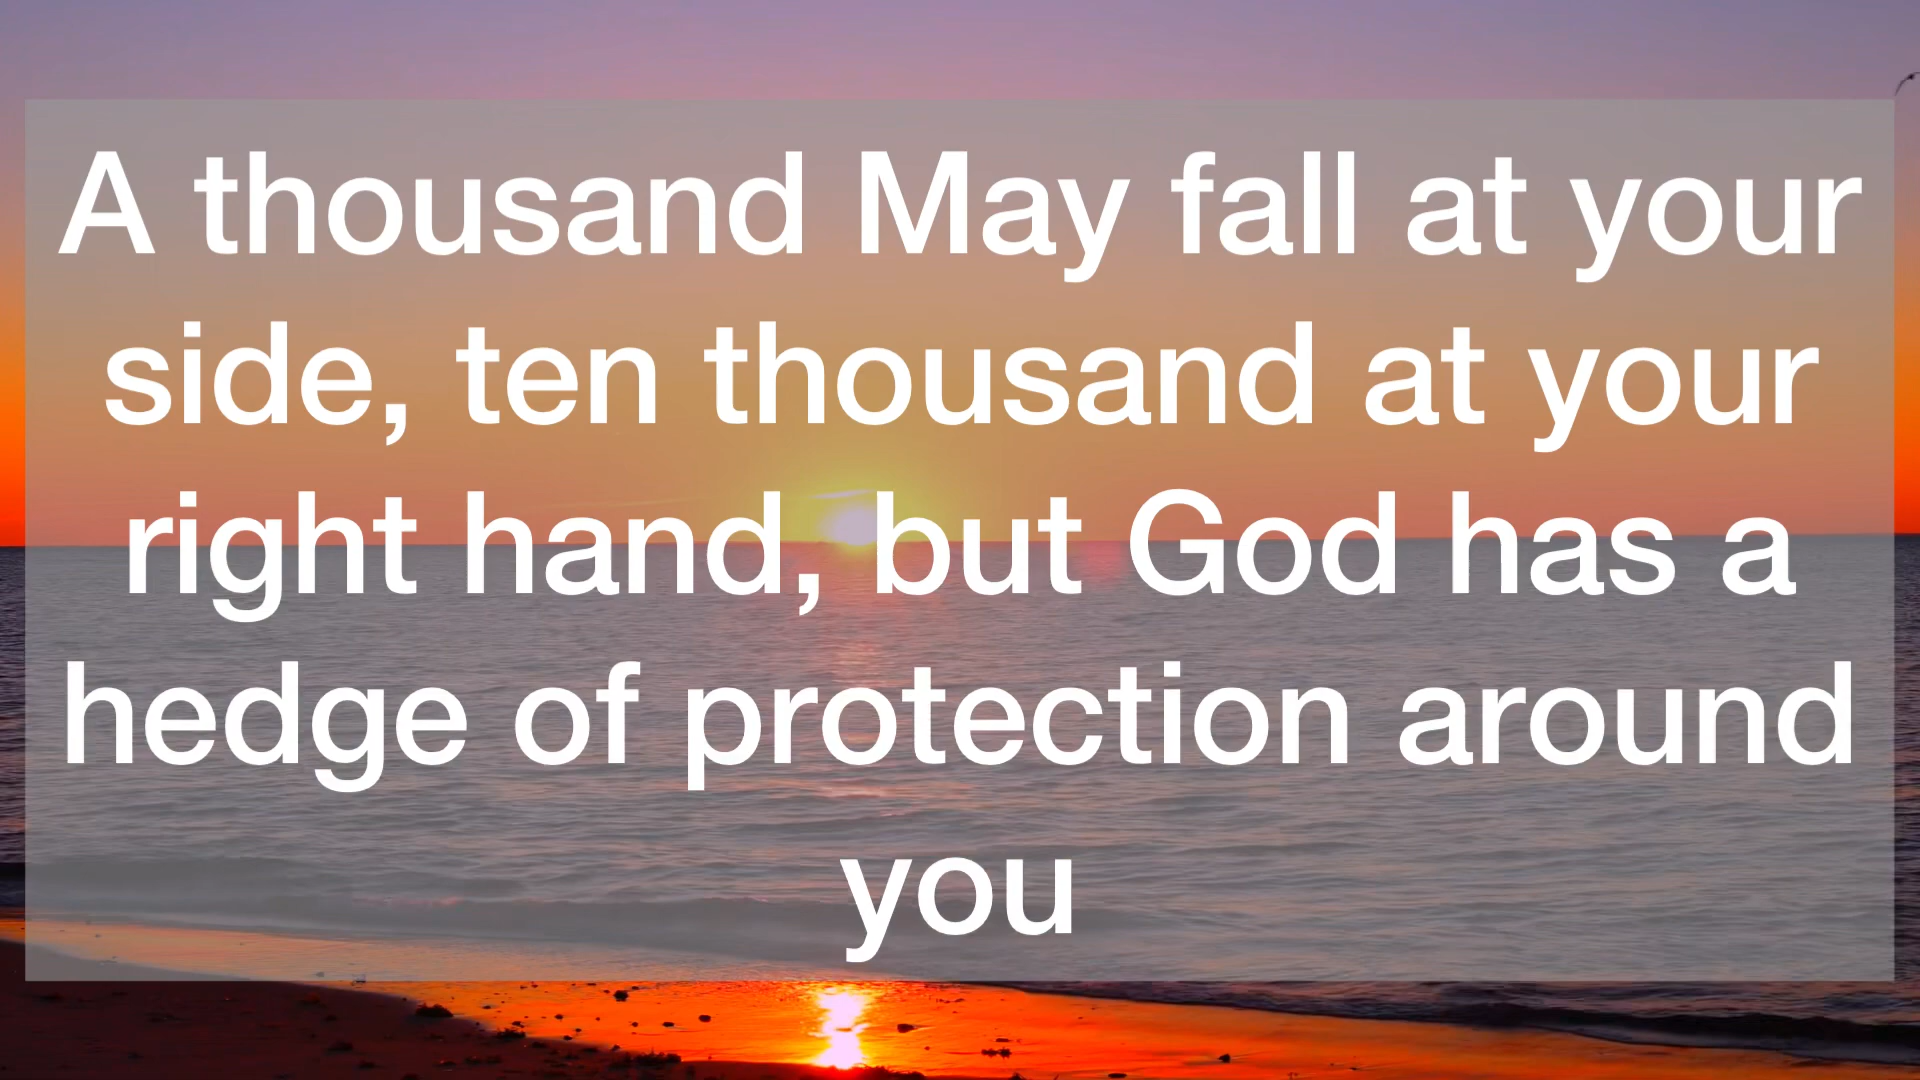 A thousand May fall at your
side, ten thousand at your
right hand, but God has a
hedge of protection around
you